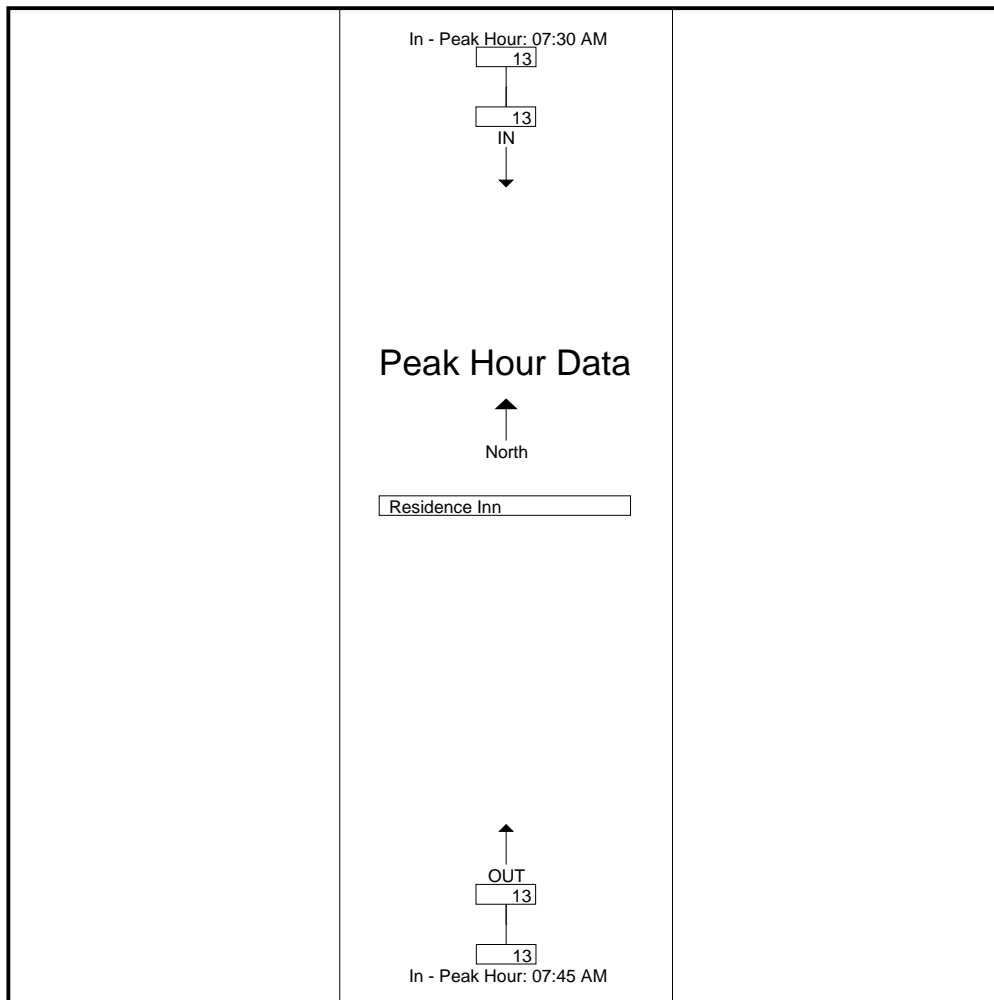 In - Peak Hour: 07:30 AM
13
13
IN
Peak Hour Data
North
Residence Inn
OUT
13
13
In - Peak Hour: 07:45 AM